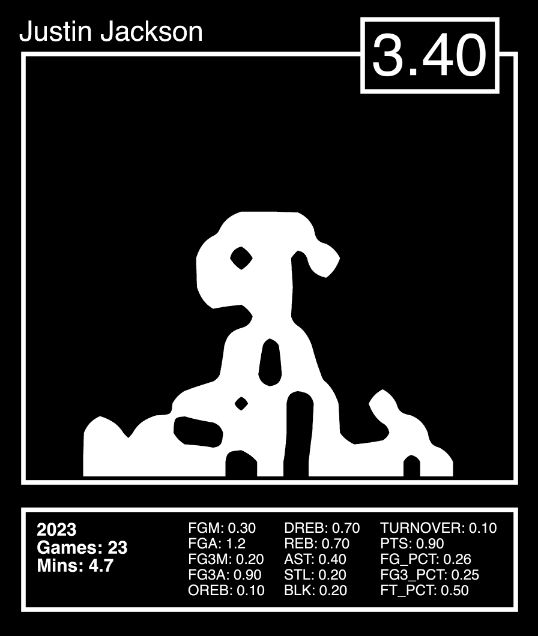 Justin Jackson
3.40
2023
Games: 23
Mins: 4.7
FGM: 0.30
FGA: 1.2
FG3M: 0.20
FG3A: 0.90
OREB: 0.10
DREB: 0.70
REB: 0.70
AST: 0.40
STL: 0.20
BLK: 0.20
TURNOVER: 0.10
PTS: 0.90
FG_PCT: 0.26
FG3_PCT: 0.25
FT_PCT: 0.50